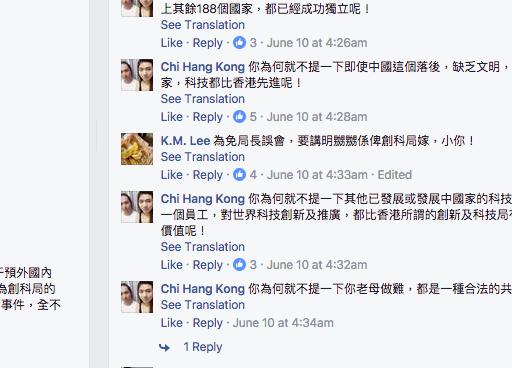 上其餘188個國家，都已經成功獨立呢！
See Translation
Like · Reply · 3 · June 10 at 4:26am
Chi Hang Kong 你為何就不提一下即使中國這個落後，缺乏文明，
家，科技都比香港先進呢！
See Translation
Like · Reply · 5 · June 10 at 4:28am
K.M. Lee 為免局長誤會，要講明嬲嬲係俾創科局嫁，小你！
See Translation
Like · Reply · 4 · June 10 at 4:33am · Edited
Chi Hang Kong 你為何就不提一下其他已發展或發展中國家的科技
一個員工，對世界科技創新及推廣，都比香港所謂的創新及科技局有
價值呢！
See Translation
Like · Reply · 3 · June 10 at 4:32am
Chi Hang Kong 你為何就不提一下你老母做雞，都是一種合法的共
See Translation
Like · Reply · June 10 at 4:34am
1 Reply
干預外國內
為創科局的
事件，全不